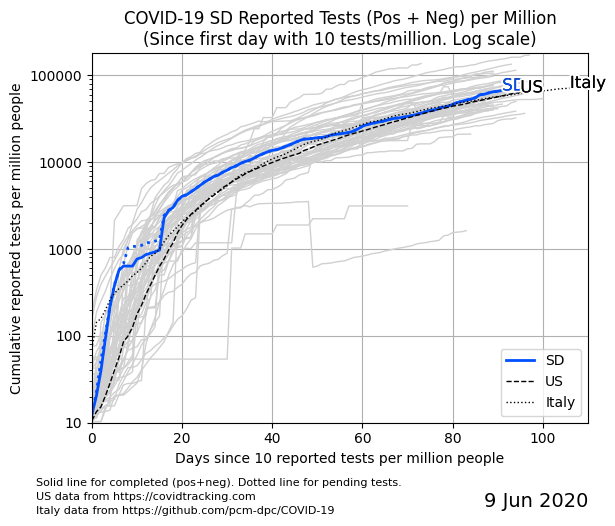 COVID-19 SD Reported Tests (Pos + Neg) per Million
(Since first day with 10 tests/million. Log scale)
Cumulative reported tests per million people
100000
10000
1000
100
10
SD
US
Italy
SD
US
Italy
0
20
40
60
80
100
Days since 10 reported tests per million people
Solid line for completed (pos+neg). Dotted line for pending tests.
US data from https://covidtracking.com
Italy data from https://github.com/pcm-dpc/COVID-19
9 Jun 2020